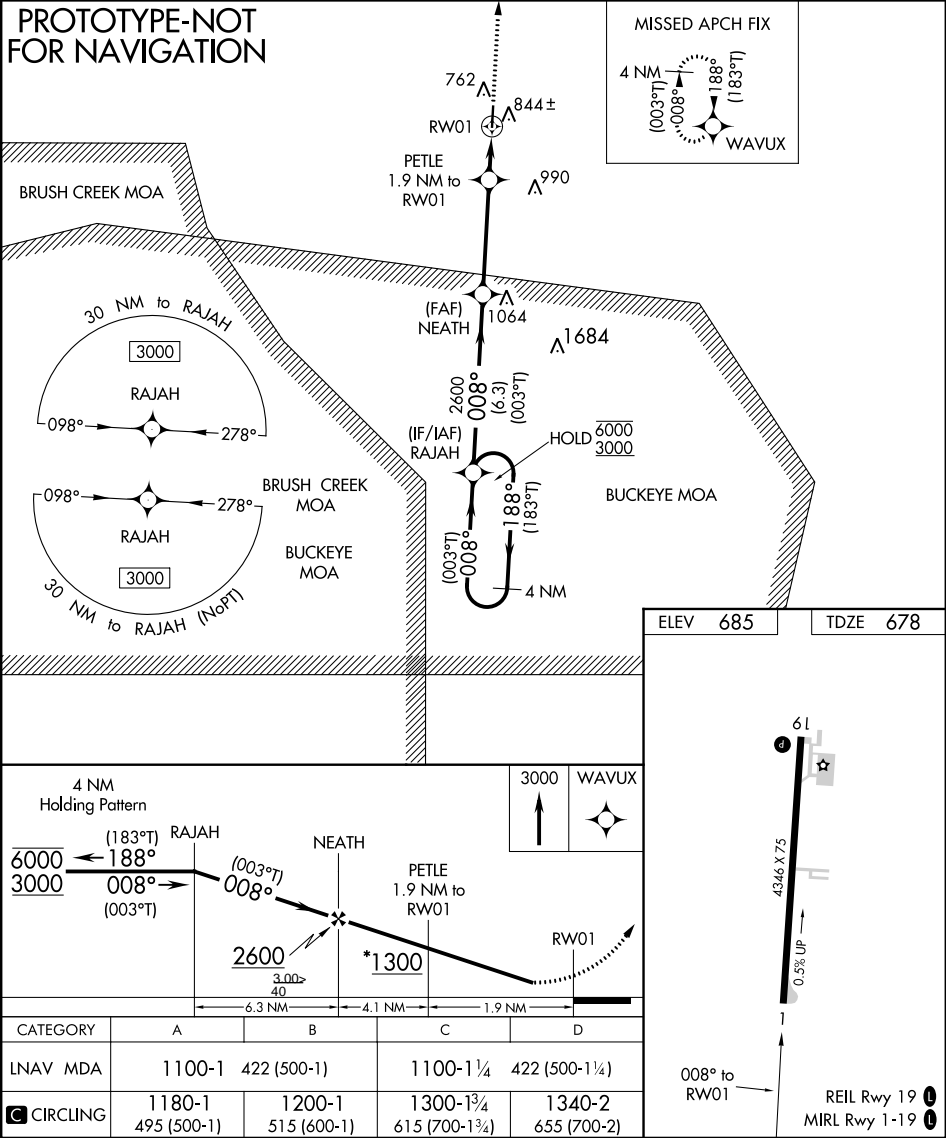 PROTOTYPE-NOT
FOR NAVIGATION
MISSED APCH FIX
4 NM
(003°T)
008°
188°
(183°T)
WAVUX
762
844±
RW01
PETLE
1.9 NM to
RW01
990
BRUSH CREEK MOA
(FAF)
NEATH
1064
1684
30 NM to RAJAH
3000
RAJAH
098°
278°
2600
008°
(6.3)
(003°T)
(IF/IAF)
RAJAH
HOLD
6000
3000
188°
(183°T)
(003°T)
008°
4 NM
BUCKEYE MOA
098°
278°
BRUSH CREEK
MOA
RAJAH
3000
BUCKEYE
MOA
30 NM to RAJAH (NoPT)
ELEV 685
TDZE 678
19
P
4346 X 75
0.5% UP
1
008° to
RW01
REIL Rwy 19 L
MIRL Rwy 1-19 L
4 NM
Holding Pattern
3000
WAVUX
(183°T)
RAJAH
NEATH
6000
188°
3000
008°
(003°T)
(003°T)
008°
PETLE
1.9 NM to
RW01
RW01
2600
*1300
3.00>
40
6.3 NM
4.1 NM
1.9 NM
CATEGORY A B C D
LNAV MDA 1100-1 422 (500-1) 1100-1¼ 422 (500-1¼)
C CIRCLING 1180-1 1200-1 1300-1¾ 1340-2
495 (500-1) 515 (600-1) 615 (700-1¾) 655 (700-2)